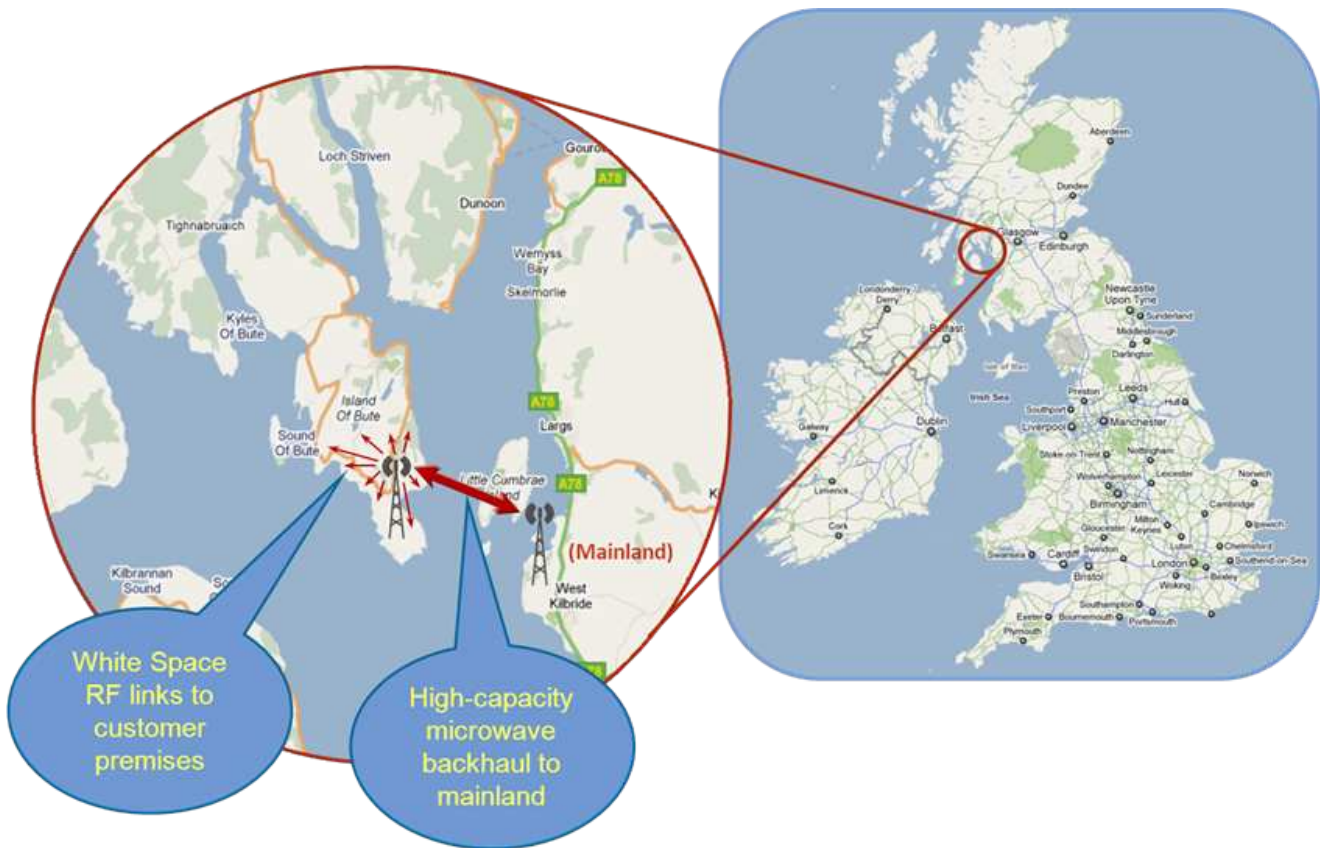 Loch Striven
Gouro
A78
Dunoon
Tighnabruaich
Wemyss
Bay
Skelmorlie
Kyles
Of Bute
Island
Of Bute
A78
Largs
Sound
Of Bute
Little Cumbrae
A78
(Mainland)
Kilbrannan
Sound
West
Kilbride
White Space
RF links to
customer
premises
High-capacity
microwave
backhaul to
mainland
Aberdeen
Dundee
Glasgow
Edinburgh
Londonderry
Derry
Newcastle
Upon Tyne
Sunderland
Belfast
Middlesbrough
Darlington
Isle of Man
Irish Sea
Preston
Leeds
Hull
Southport
Liverpool
Manchester
Galway
Dublin
Stoke-on-Trent
Nottingham
Leicester
Norwich
Limerick
Wolverhampton
Birmingham
Cambridge
Cork
Gloucester
Milton
Keynes
Ipswich
Luton
Chelmsford
Swansea
Cardiff
Swindon
London
Southend-on-Sea
Bristol
Woking
Bexley
Southampton
Exeter
Bournemouth
Portsmouth
Plymouth